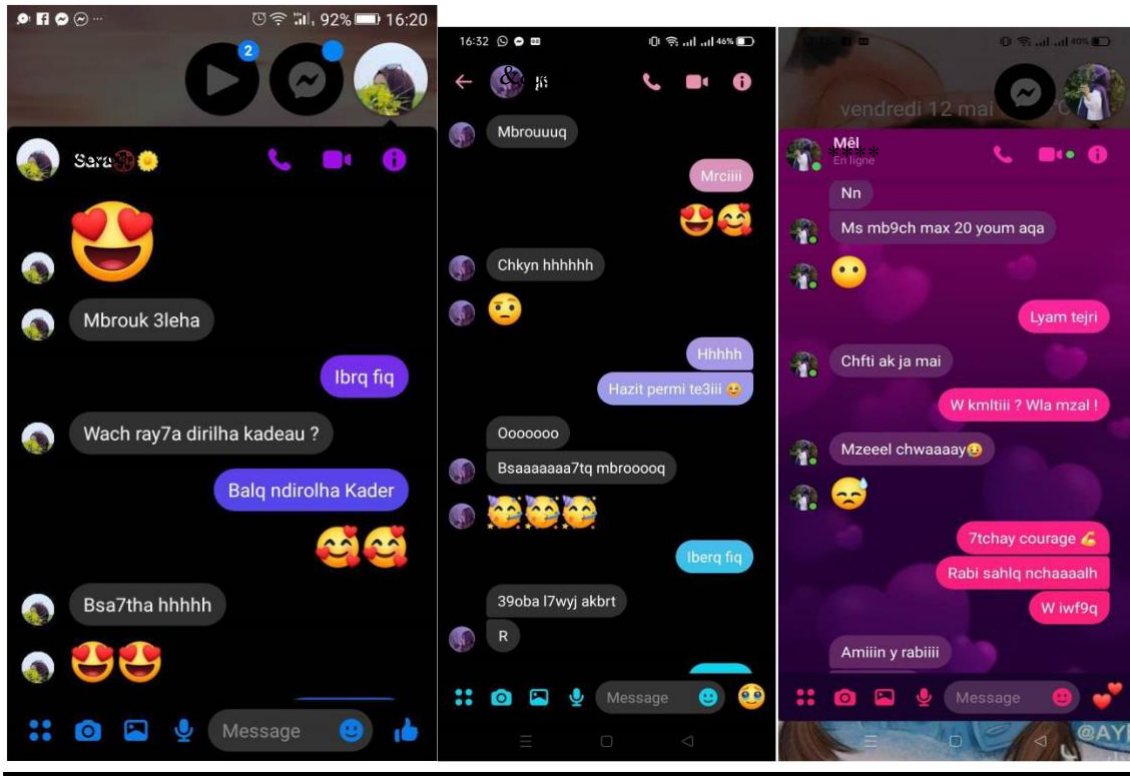 92% 16:20
2
Sara
Mbrouk 3leha
Ibrq fiq
Wach ray7a dirilha kadeau ?
Balq ndirolha Kader
Bsa7tha hhhhh
Message
16:32 46%
Mbrouuuq
Mrciiii
Chkyn hhhhhh
Hhhhh
Hazit permi te3iii
Ooooooo
Bsaaaaaaa7tq mbrooooq
Iberq fiq
39oba l7wyj akbrt
R
Message
40%
vendredi 12 mai
Mêl
****
En ligne
Nn
Ms mb9ch max 20 youm aqa
Lyam tejri
Chfti ak ja mai
W kmltiii ? Wla mzal !
Mzeeel chwaaaay
7tchay courage
Rabi sahlq nchaaaalh
W iwf9q
Amiiin y rabiiii
Message
@AY